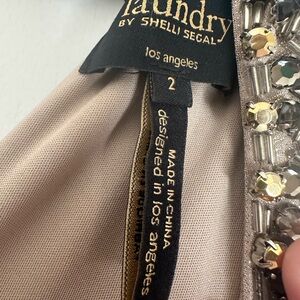 laundry
BY SHELLI SEGAL
los angeles
2
MADE IN CHINA
designed in los angeles